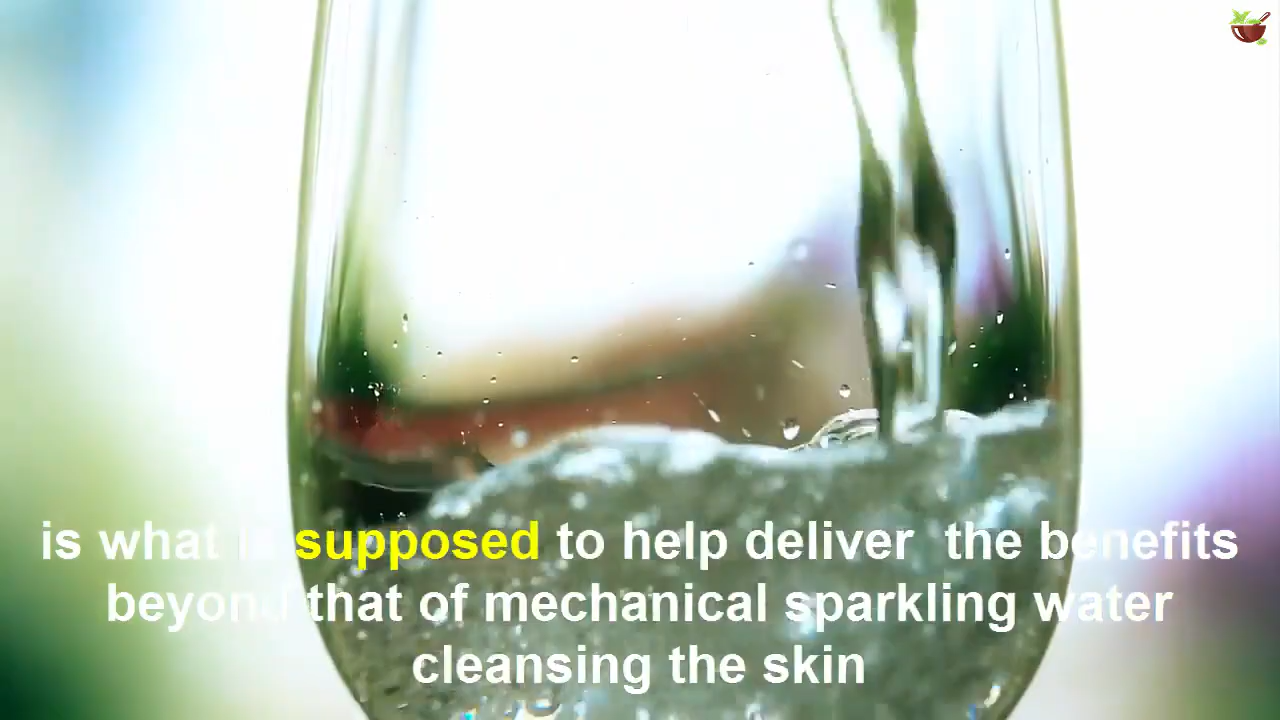 is what is supposed to help deliver the benefits
beyond that of mechanical sparkling water
cleansing the skin